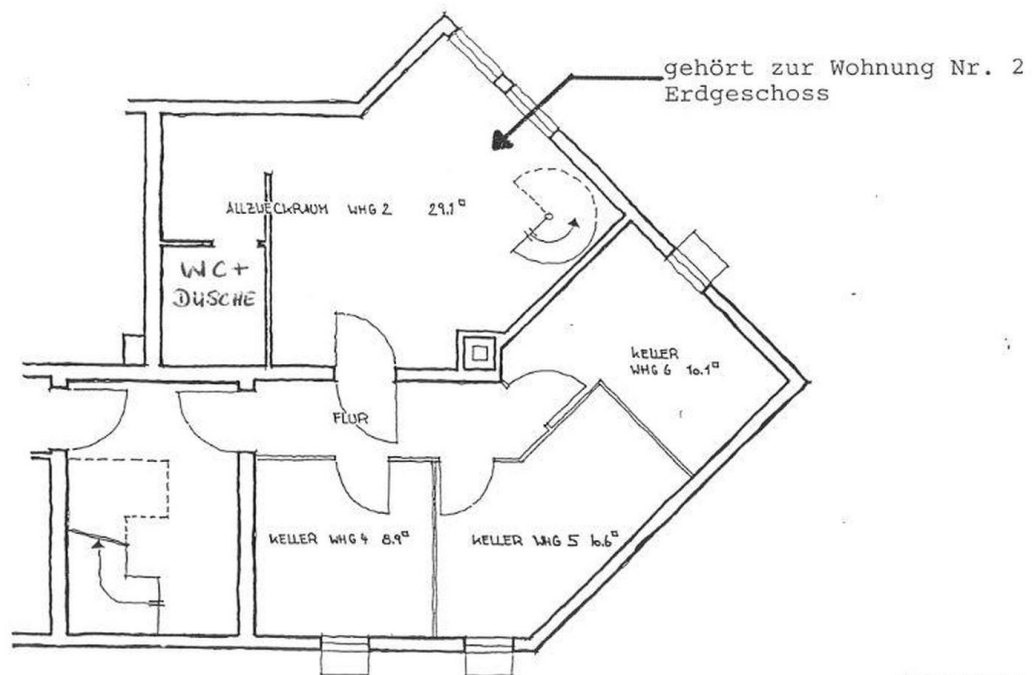 gehört zur Wohnung Nr. 2
Erdgeschoss
ALLZWECKRAUM WHG 2 29.1□
WC +
DUSCHE
KELLER
WHG 6 10.1□
FLUR
KELLER WHG 4 8.9□
KELLER WHG 5 10.6□